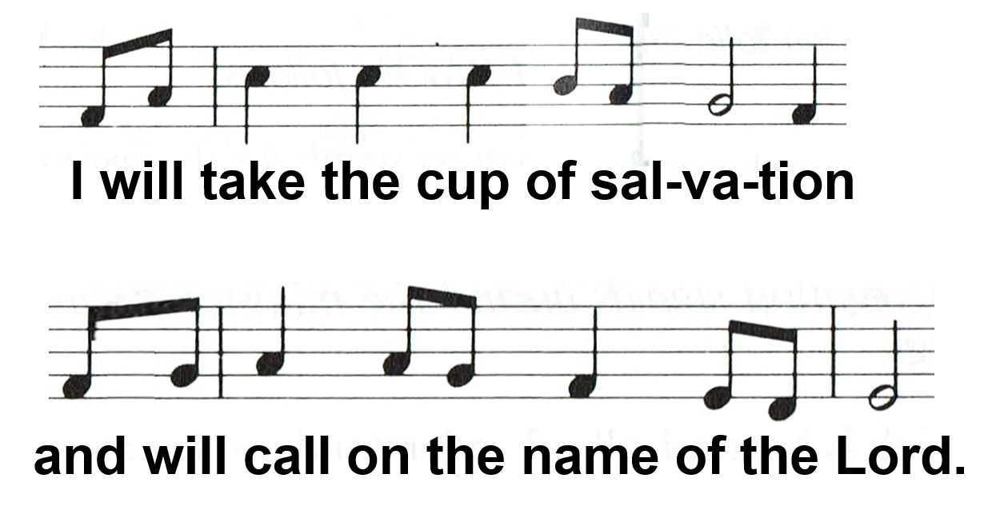 I will take the cup of sal-va-tion
and will call on the name of the Lord.